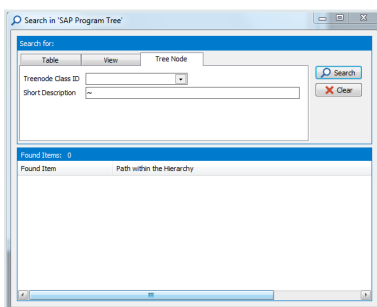 Search in 'SAP Program Tree'
Search for:
Table View Tree Node
Treenode Class ID
Search
Short Description ~
Clear
Found Items: 0
Found Item Path within the Hierarchy